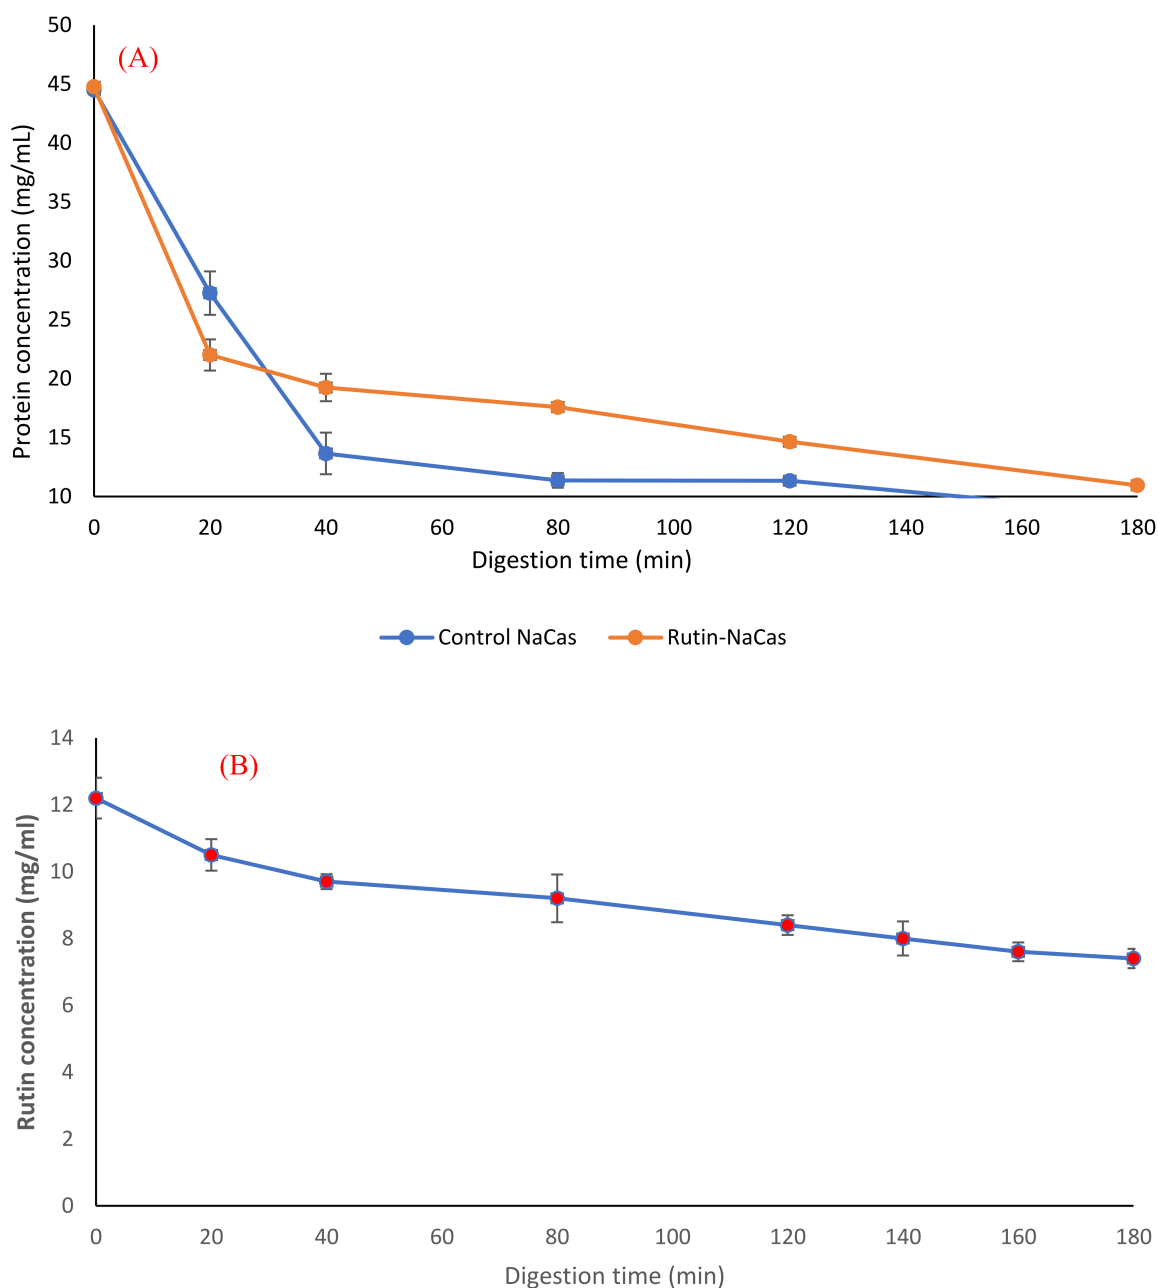 (A)
Protein concentration (mg/mL)
50
45
40
35
30
25
20
15
10
0 20 40 60 80 100 120 140 160 180
Digestion time (min)
Control NaCas Rutin-NaCas
(B)
Rutin concentration (mg/ml)
14
12
10
8
6
4
2
0
0 20 40 60 80 100 120 140 160 180
Digestion time (min)